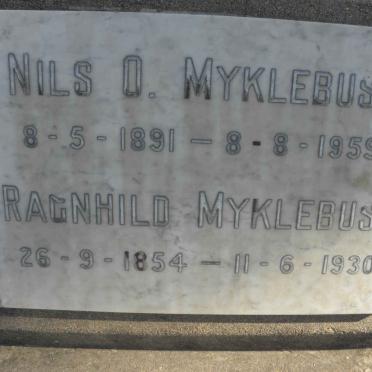 NILS O. MYKLEBUS
8-5-1891 — 8-8-1959
RAGNHILD MYKLEBUS
26-9-1854 — 11-6-1930